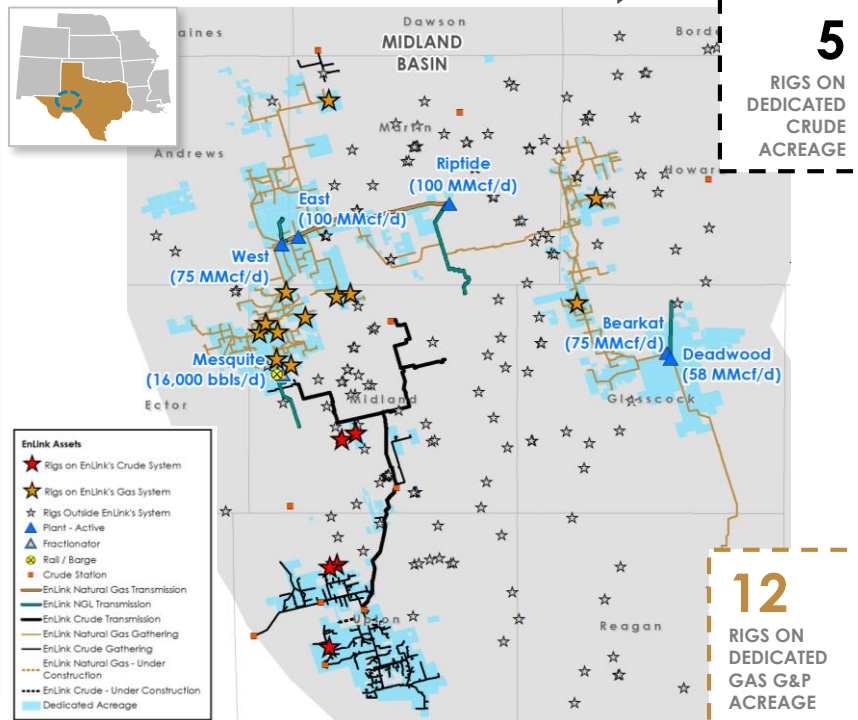 Dawson
MIDLAND
BASIN
5
RIGS ON
DEDICATED
CRUDE
ACREAGE
Martin
Andrews
Riptide
(100 MMcf/d)
East
(100 MMcf/d)
West
(75 MMcf/d)
Bearkat
(75 MMcf/d)
Deadwood
(58 MMcf/d)
Mesquite
(16,000 bbls/d)
Ector
Midland
Glasscock
EnLink Assets
Rigs on EnLink's Crude System
Rigs on EnLink's Gas System
Rigs Outside EnLink's System
Plant - Active
Fractionator
Rail / Barge
Crude Station
EnLink Natural Gas Transmission
EnLink NGL Transmission
EnLink Crude Transmission
EnLink Natural Gas Gathering
EnLink Crude Gathering
EnLink Natural Gas - Under
Construction
EnLink Crude - Under Construction
Dedicated Acreage
Upton
Reagan
12
RIGS ON
DEDICATED
GAS G&P
ACREAGE